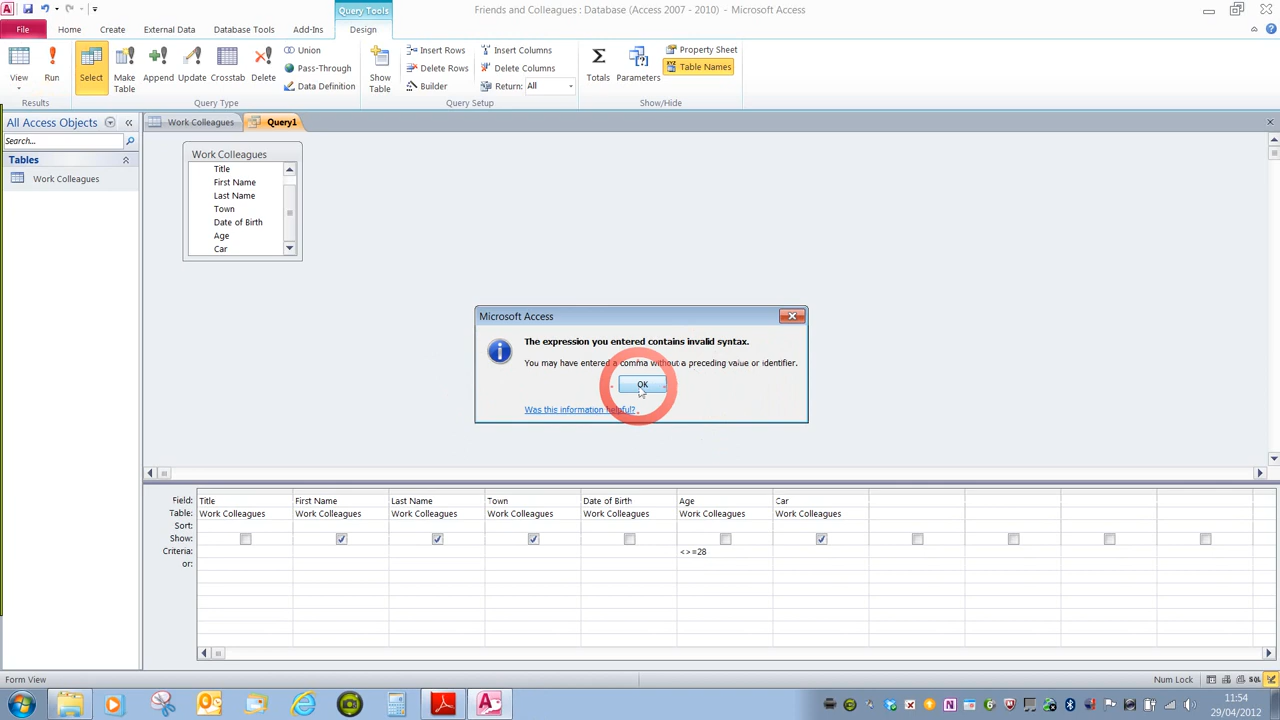 Query Tools
Friends and Colleagues : Database (Access 2007 - 2010) - Microsoft Access
File Home Create External Data Database Tools Add-Ins Design
View Run Select Make Table Append Update Crosstab Delete
Union
Pass-Through
Data Definition
Show Table
Insert Rows
Delete Rows
Builder
Insert Columns
Delete Columns
Return: All
Totals Parameters
Property Sheet
Table Names
Results Query Type Query Setup Show/Hide
All Access Objects
Search...
Tables
Work Colleagues
Work Colleagues Query1
Work Colleagues
Title
First Name
Last Name
Town
Date of Birth
Age
Car
Microsoft Access
The expression you entered contains invalid syntax.
You may have entered a comma without a preceding value or identifier.
OK
Was this information helpful?
Field: Title First Name Last Name Town Date of Birth Age Car
Table: Work Colleagues Work Colleagues Work Colleagues Work Colleagues Work Colleagues Work Colleagues Work Colleagues
Sort:
Show:
Criteria: <>=28
or:
Form View
Num Lock
SQL
11:54
29/04/2012